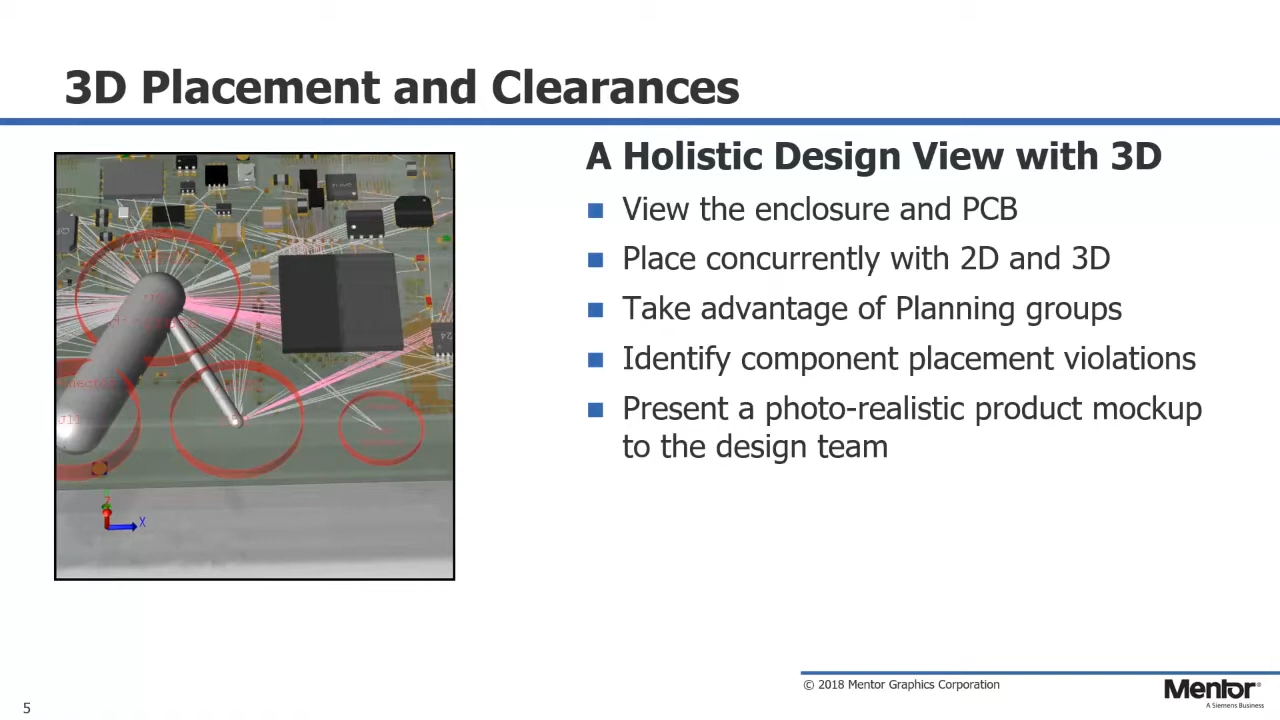 3D Placement and Clearances
A Holistic Design View with 3D
View the enclosure and PCB
Place concurrently with 2D and 3D
Take advantage of Planning groups
Identify component placement violations
Present a photo-realistic product mockup
to the design team
J11
X
© 2018 Mentor Graphics Corporation
Mentor®
A Siemens Business
5